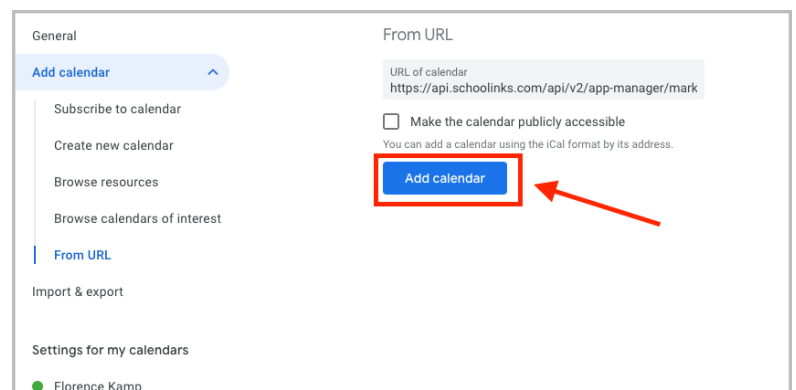 General
Add calendar
Subscribe to calendar
Create new calendar
Browse resources
Browse calendars of interest
From URL
Import & export
Settings for my calendars
Florence Kamp
From URL
URL of calendar
https://api.schoolinks.com/api/v2/app-manager/mark
Make the calendar publicly accessible
You can add a calendar using the iCal format by its address.
Add calendar